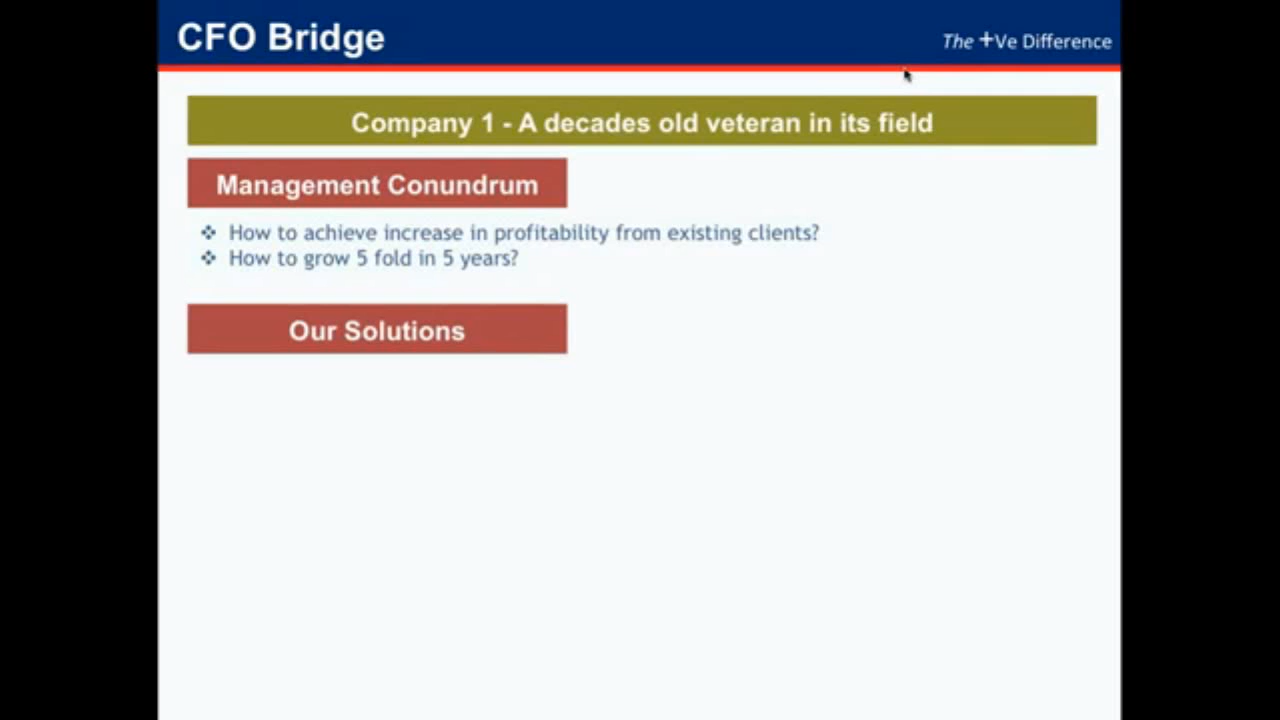 CFO Bridge
The +Ve Difference
Company 1 - A decades old veteran in its field
Management Conundrum
❖ How to achieve increase in profitability from existing clients?
❖ How to grow 5 fold in 5 years?
Our Solutions